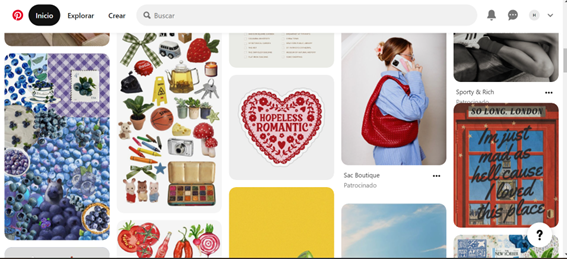 Inicio
Explorar
Crear
Buscar
HOPELESS
ROMANTIC
Sac Boutique
Patrocinado
Sporty & Rich
Patrocinado
SO LONG, LONDON
I'm just
mad as
hell cause
I loved
this place
?